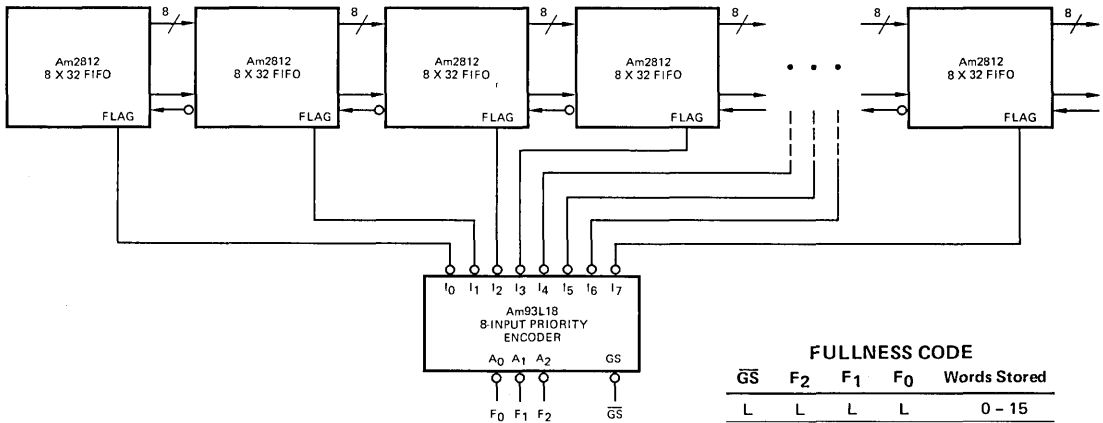 8 8 8 8 8 8
Am2812 Am2812 Am2812 Am2812 Am2812
8 X 32 FIFO 8 X 32 FIFO 8 X 32 FIFO 8 X 32 FIFO • • • 8 X 32 FIFO
FLAG FLAG FLAG FLAG FLAG
I0 I1 I2 I3 I4 I5 I6 I7
Am93L18
8-INPUT PRIORITY
ENCODER
A0 A1 A2 GS
F0 F1 F2 G̅S̅
FULLNESS CODE
G̅S̅ F2 F1 F0 Words Stored
L L L L 0 – 15